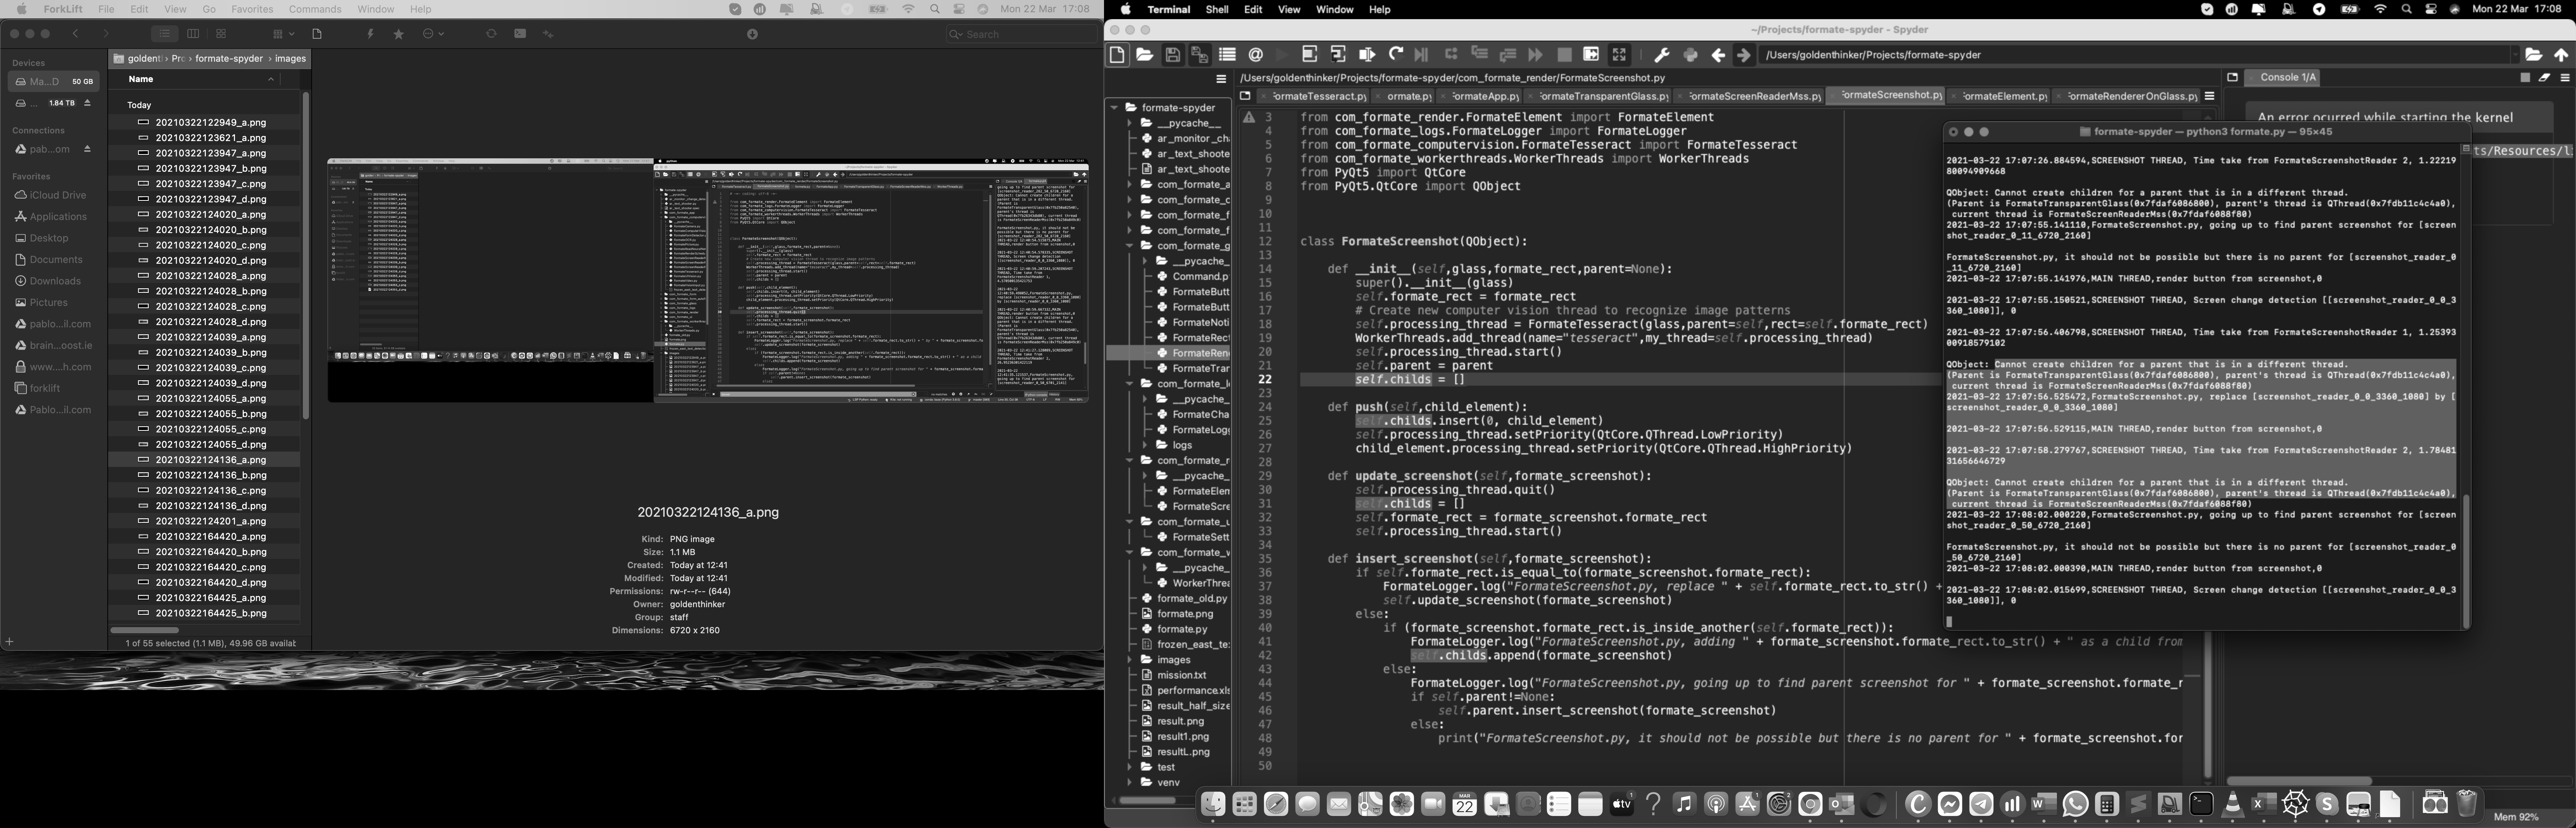 ForkLift File Edit View Go Favorites Commands Window Help
Mon 22 Mar 17:08
Search
Devices
Ma...D 50 GB
... 1.84 TB
Connections
pab...om
Favorites
iCloud Drive
Applications
Desktop
Documents
Downloads
Pictures
pablo...il.com
brain...ost.ie
www....h.com
forklift
Pablo...il.com
formate-spyder › images
Name
Today
20210322122949_a.png
20210322123621_a.png
20210322123947_a.png
20210322123947_b.png
20210322123947_c.png
20210322123947_d.png
20210322124020_a.png
20210322124020_b.png
20210322124020_c.png
20210322124020_d.png
20210322124028_a.png
20210322124028_b.png
20210322124028_c.png
20210322124028_d.png
20210322124039_a.png
20210322124039_b.png
20210322124039_c.png
20210322124039_d.png
20210322124055_a.png
20210322124055_b.png
20210322124055_c.png
20210322124055_d.png
20210322124136_a.png
20210322124136_b.png
20210322124136_c.png
20210322124136_d.png
20210322124201_a.png
20210322164420_a.png
20210322164420_b.png
20210322164420_c.png
20210322164420_d.png
20210322164425_a.png
20210322164425_b.png
1 of 55 selected (1.1 MB), 49.96 GB availat
20210322124136_a.png
Kind: PNG image
Size: 1.1 MB
Created: Today at 12:41
Modified: Today at 12:41
Permissions: rw-r--r-- (644)
Owner: goldenthinker
Group: staff
Dimensions: 6720 x 2160
Terminal Shell Edit View Window Help
Mon 22 Mar 17:08
~/Projects/formate-spyder - Spyder
/Users/goldenthinker/Projects/formate-spyder
/Users/goldenthinker/Projects/formate-spyder/com_formate_render/FormateScreenshot.py
formate-spyder
__pycache__
ar_monitor_ch
ar_text_shoote
ar_text_shoote
com_formate_a
com_formate_c
com_formate_f
com_formate_f
com_formate_g
__pycache_
Command.p
FormateButt
FormateButt
FormateNoti
FormateRect
FormateRen
FormateTrar
com_formate_l
__pycache_
FormateCha
FormateLog
logs
com_formate_r
__pycache_
FormateElen
FormateScre
com_formate_u
FormateSett
com_formate_v
__pycache_
WorkerThrea
formate_old.py
formate.png
formate.py
frozen_east_te
images
mission.txt
performance.xls
result_half_size
result.png
result1.png
resultL.png
test
venv
ormateTesseract.py ormate.py ormateApp.py ormateTransparentGlass.py ormateScreenReaderMss.py ormateScreenshot.py ormateElement.py ormateRendererOnGlass.py
3 from com_formate_render.FormateElement import FormateElement
4 from com_formate_logs.FormateLogger import FormateLogger
5 from com_formate_computervision.FormateTesseract import FormateTesseract
6 from com_formate_workerthreads.WorkerThreads import WorkerThreads
7 from PyQt5 import QtCore
8 from PyQt5.QtCore import QObject
9
10
11
12 class FormateScreenshot(QObject):
13
14 def __init__(self,glass,formate_rect,parent=None):
15 super().__init__(glass)
16 self.formate_rect = formate_rect
17 # Create new computer vision thread to recognize image patterns
18 self.processing_thread = FormateTesseract(glass,parent=self,rect=self.formate_rect)
19 WorkerThreads.add_thread(name="tesseract",my_thread=self.processing_thread)
20 self.processing_thread.start()
21 self.parent = parent
22 self.childs = []
23
24 def push(self,child_element):
25 self.childs.insert(0, child_element)
26 self.processing_thread.setPriority(QtCore.QThread.LowPriority)
27 child_element.processing_thread.setPriority(QtCore.QThread.HighPriority)
28
29 def update_screenshot(self,formate_screenshot):
30 self.processing_thread.quit()
31 self.childs = []
32 self.formate_rect = formate_screenshot.formate_rect
33 self.processing_thread.start()
34
35 def insert_screenshot(self,formate_screenshot):
36 if self.formate_rect.is_equal_to(formate_screenshot.formate_rect):
37 FormateLogger.log("FormateScreenshot.py, replace " + self.formate_rect.to_str() +
38 self.update_screenshot(formate_screenshot)
39 else:
40 if (formate_screenshot.formate_rect.is_inside_another(self.formate_rect)):
41 FormateLogger.log("FormateScreenshot.py, adding " + formate_screenshot.formate_rect.to_str() + " as a child from
42 self.childs.append(formate_screenshot)
43 else:
44 FormateLogger.log("FormateScreenshot.py, going up to find parent screenshot for " + formate_screenshot.formate_r
45 if self.parent!=None:
46 self.parent.insert_screenshot(formate_screenshot)
47 else:
48 print("FormateScreenshot.py, it should not be possible but there is no parent for " + formate_screenshot.for
49
50
Console 1/A
An error ocurred while starting the kernel
ts/Resources/l
formate-spyder — python3 formate.py — 95×45
2021-03-22 17:07:26.884594,SCREENSHOT THREAD, Time take from FormateScreenshotReader 2, 1.22219
80094909668
QObject: Cannot create children for a parent that is in a different thread.
(Parent is FormateTransparentGlass(0x7fdaf6086800), parent's thread is QThread(0x7fdb11c4c4a0),
current thread is FormateScreenReaderMss(0x7fdaf6088f80)
2021-03-22 17:07:55.141110,FormateScreenshot.py, going up to find parent screenshot for [screen
shot_reader_0_11_6720_2160]
FormateScreenshot.py, it should not be possible but there is no parent for [screenshot_reader_0
_11_6720_2160]
2021-03-22 17:07:55.141976,MAIN THREAD,render button from screenshot,0
2021-03-22 17:07:55.150521,SCREENSHOT THREAD, Screen change detection [[screenshot_reader_0_0_3
360_1080]], 0
2021-03-22 17:07:56.406798,SCREENSHOT THREAD, Time take from FormateScreenshotReader 1, 1.25393
00918579102
QObject: Cannot create children for a parent that is in a different thread.
(Parent is FormateTransparentGlass(0x7fdaf6086800), parent's thread is QThread(0x7fdb11c4c4a0),
current thread is FormateScreenReaderMss(0x7fdaf6088f80)
2021-03-22 17:07:56.525472,FormateScreenshot.py, replace [screenshot_reader_0_0_3360_1080] by [
screenshot_reader_0_0_3360_1080]
2021-03-22 17:07:56.529115,MAIN THREAD,render button from screenshot,0
2021-03-22 17:07:58.279767,SCREENSHOT THREAD, Time take from FormateScreenshotReader 2, 1.78481
31656646729
QObject: Cannot create children for a parent that is in a different thread.
(Parent is FormateTransparentGlass(0x7fdaf6086800), parent's thread is QThread(0x7fdb11c4c4a0),
current thread is FormateScreenReaderMss(0x7fdaf6088f80)
2021-03-22 17:08:02.000220,FormateScreenshot.py, going up to find parent screenshot for [screen
shot_reader_0_50_6720_2160]
FormateScreenshot.py, it should not be possible but there is no parent for [screenshot_reader_0
_50_6720_2160]
2021-03-22 17:08:02.000390,MAIN THREAD,render button from screenshot,0
2021-03-22 17:08:02.015699,SCREENSHOT THREAD, Screen change detection [[screenshot_reader_0_0_3
360_1080]], 0
MAR
22
tv
Mem 92%